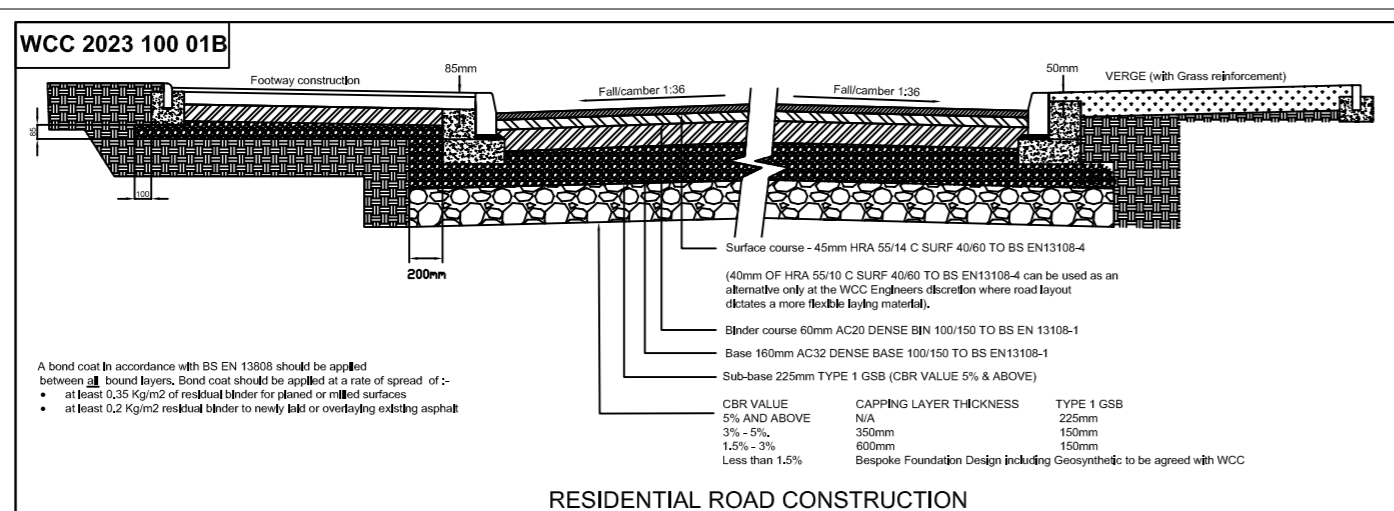 WCC 2023 100 01B
Footway construction
85mm
Fall/camber 1:36
Fall/camber 1:36
50mm
VERGE (with Grass reinforcement)
85
100
200mm
Surface course - 45mm HRA 55/14 C SURF 40/60 TO BS EN13108-4
(40mm OF HRA 55/10 C SURF 40/60 TO BS EN13108-4 can be used as an
alternative only at the WCC Engineers discretion where road layout
dictates a more flexible laying material).
Binder course 60mm AC20 DENSE BIN 100/150 TO BS EN 13108-1
Base 160mm AC32 DENSE BASE 100/150 TO BS EN13108-1
Sub-base 225mm TYPE 1 GSB (CBR VALUE 5% & ABOVE)
A bond coat in accordance with BS EN 13808 should be applied
between all bound layers. Bond coat should be applied at a rate of spread of :-
• at least 0.35 Kg/m2 of residual binder for planed or milled surfaces
• at least 0.2 Kg/m2 residual binder to newly laid or overlaying existing asphalt
CBR VALUE CAPPING LAYER THICKNESS TYPE 1 GSB
5% AND ABOVE N/A 225mm
3% - 5%. 350mm 150mm
1.5% - 3% 600mm 150mm
Less than 1.5% Bespoke Foundation Design including Geosynthetic to be agreed with WCC
RESIDENTIAL ROAD CONSTRUCTION